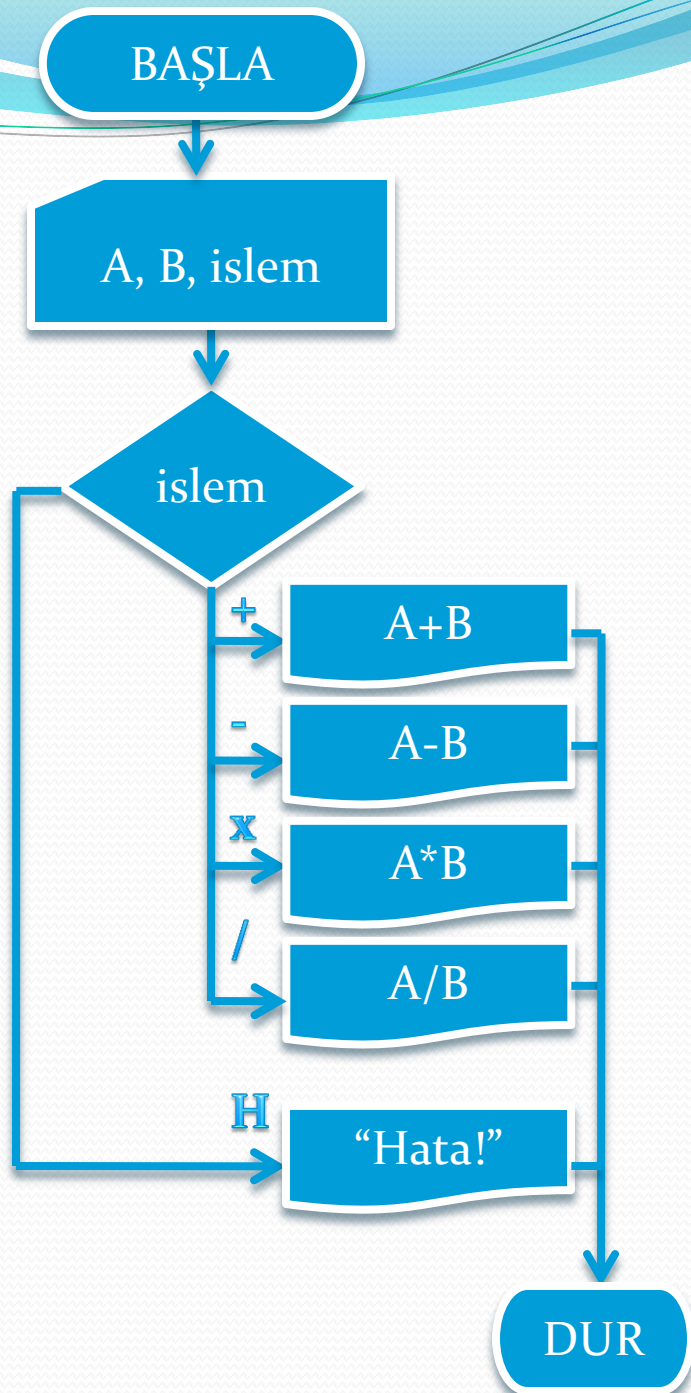 BAŞLA
A, B, islem
islem
+
A+B
-
A-B
x
A*B
/
A/B
H
“Hata!”
DUR